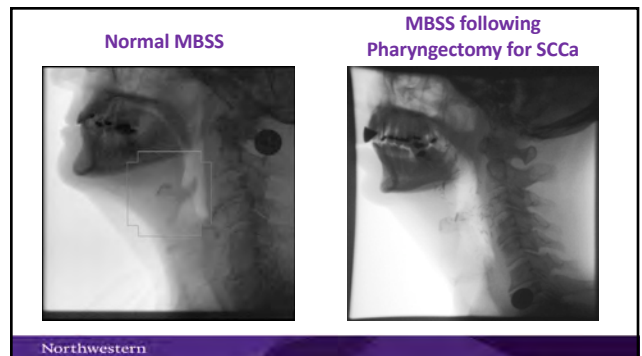 Normal MBSS
MBSS following
Pharyngectomy for SCCa
Northwestern